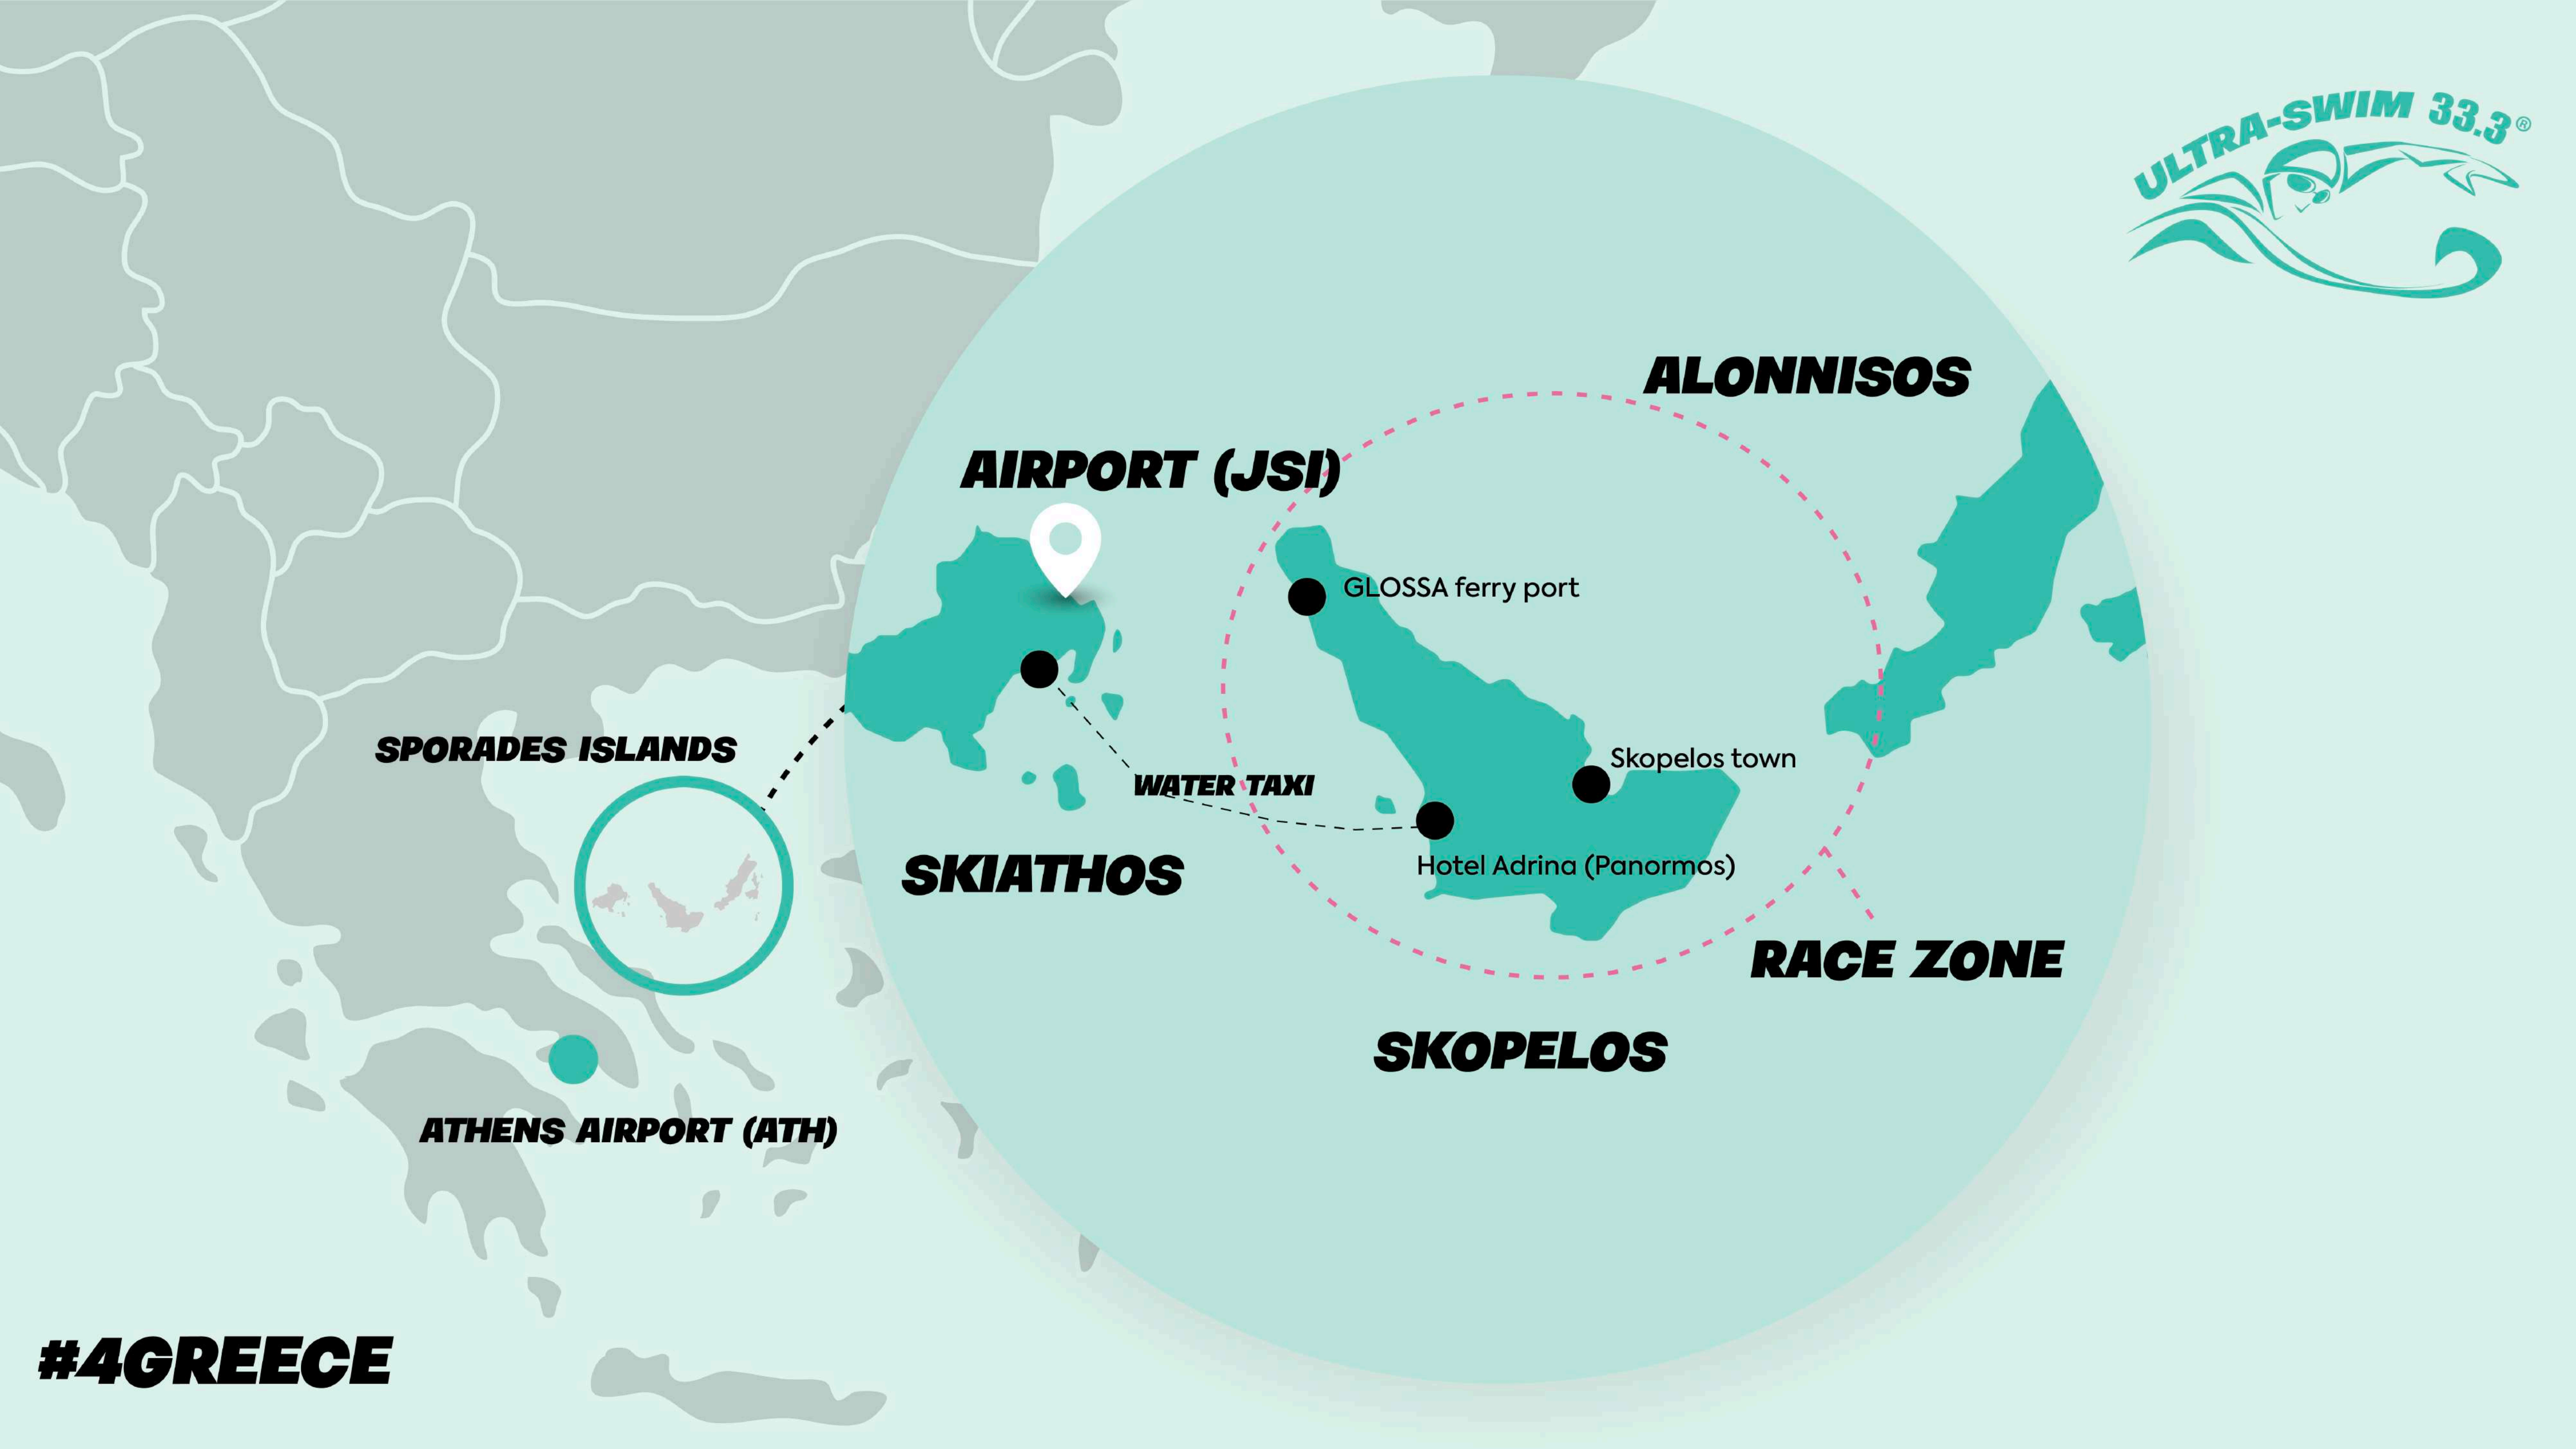 ULTRA-SWIM 33.3®
ALONNISOS
AIRPORT (JSI)
GLOSSA ferry port
SPORADES ISLANDS
Skopelos town
WATER TAXI
Hotel Adrina (Panormos)
SKIATHOS
RACE ZONE
SKOPELOS
ATHENS AIRPORT (ATH)
#4GREECE